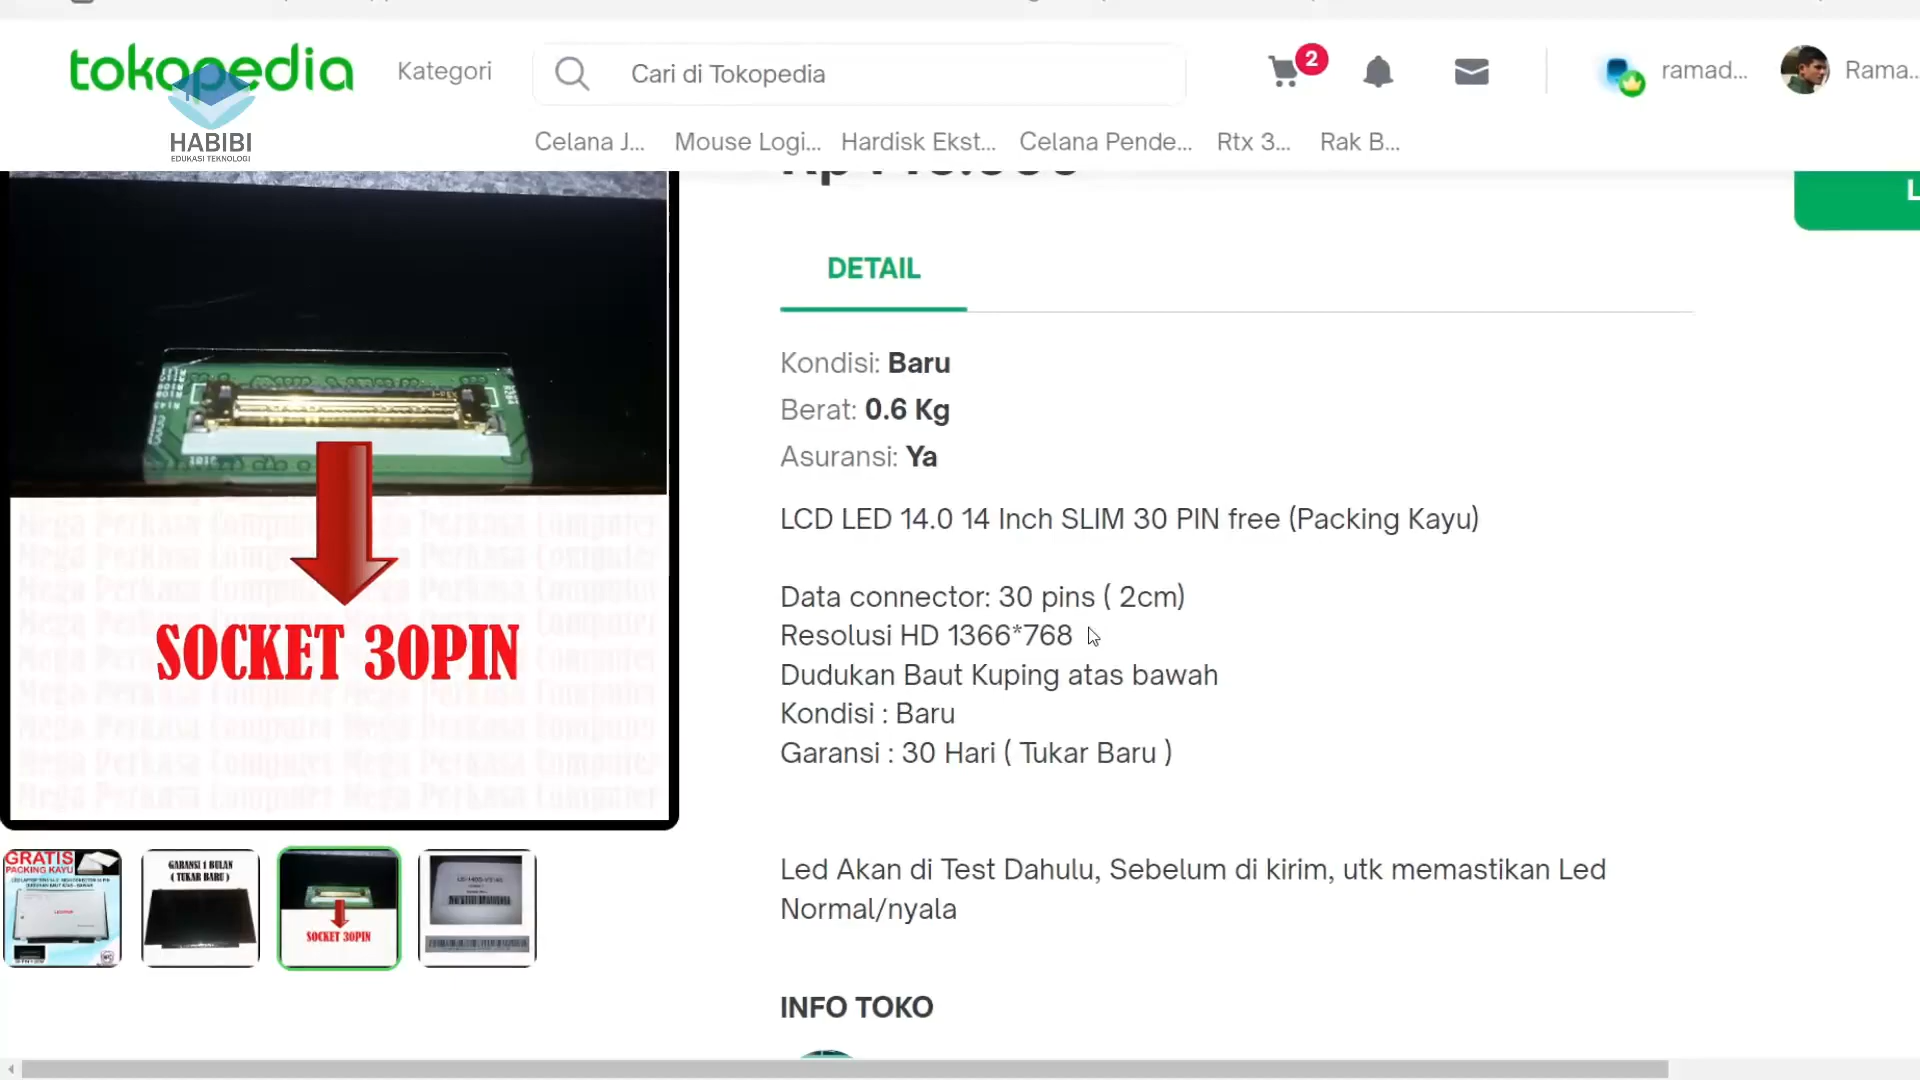 tokopedia
Kategori
Cari di Tokopedia
2
ramad...
Rama...
HABIBI
EDUKASI TEKNOLOGI
Celana J...
Mouse Logi...
Hardisk Ekst...
Celana Pende...
Rtx 3...
Rak B...
SOCKET 30PIN
GRATIS
PACKING KAYU
GARANSI 1 BULAN
( TUKAR BARU )
SOCKET 30PIN
DETAIL
Kondisi: Baru
Berat: 0.6 Kg
Asuransi: Ya
LCD LED 14.0 14 Inch SLIM 30 PIN free (Packing Kayu)
Data connector: 30 pins ( 2cm)
Resolusi HD 1366*768
Dudukan Baut Kuping atas bawah
Kondisi : Baru
Garansi : 30 Hari ( Tukar Baru )
Led Akan di Test Dahulu, Sebelum di kirim, utk memastikan Led
Normal/nyala
INFO TOKO